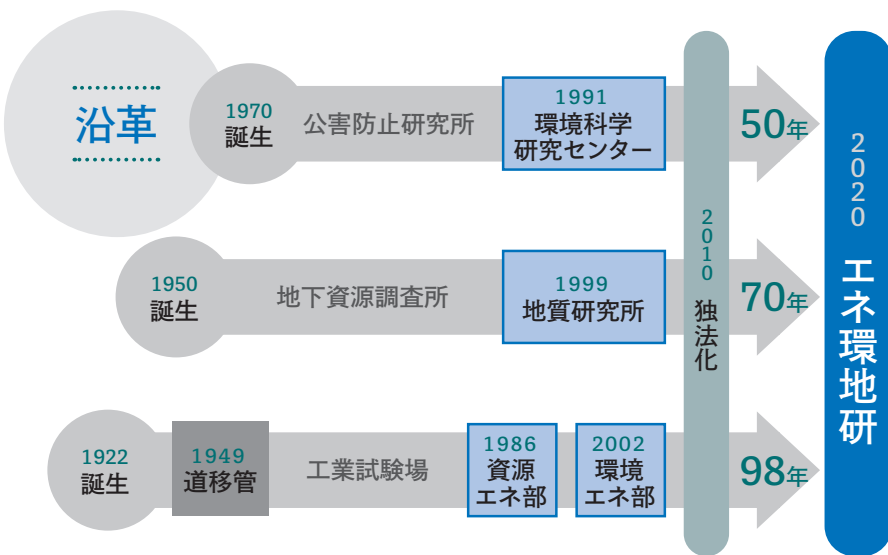 沿革
1970
誕生
公害防止研究所
1991
環境科学
研究センター
50年
1950
誕生
地下資源調査所
1999
地質研究所
70年
1922
誕生
1949
道移管
工業試験場
1986
資源
エネ部
2002
環境
エネ部
98年
2010 独法化
2020 エネ環地研